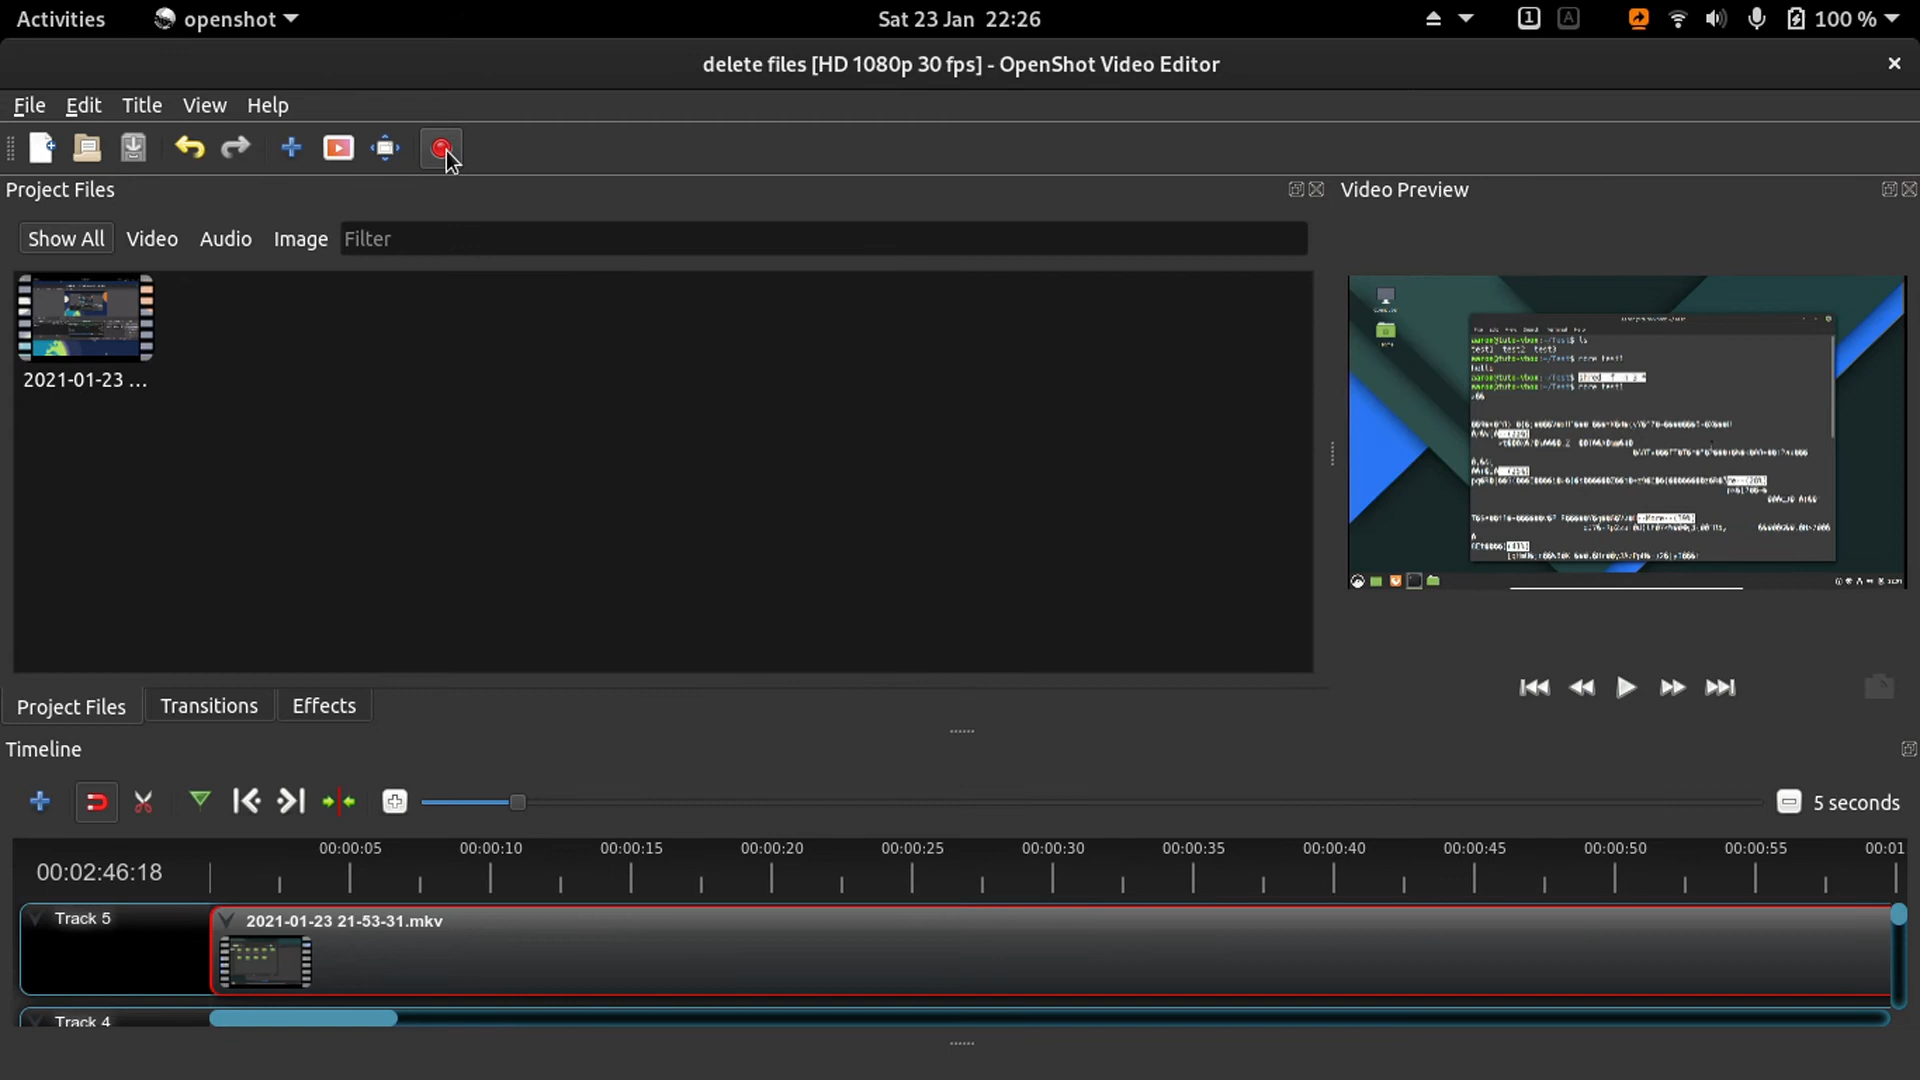 Activities openshot Sat 23 Jan 22:26 1 A 100 %
delete files [HD 1080p 30 fps] - OpenShot Video Editor ×
File Edit Title View Help
Project Files Video Preview
Show All Video Audio Image Filter
2021-01-23 ...
Project Files Transitions Effects
Timeline
5 seconds
00:02:46:18 00:00:05 00:00:10 00:00:15 00:00:20 00:00:25 00:00:30 00:00:35 00:00:40 00:00:45 00:00:50 00:00:55 00:01
Track 5 2021-01-23 21-53-31.mkv
Track 4